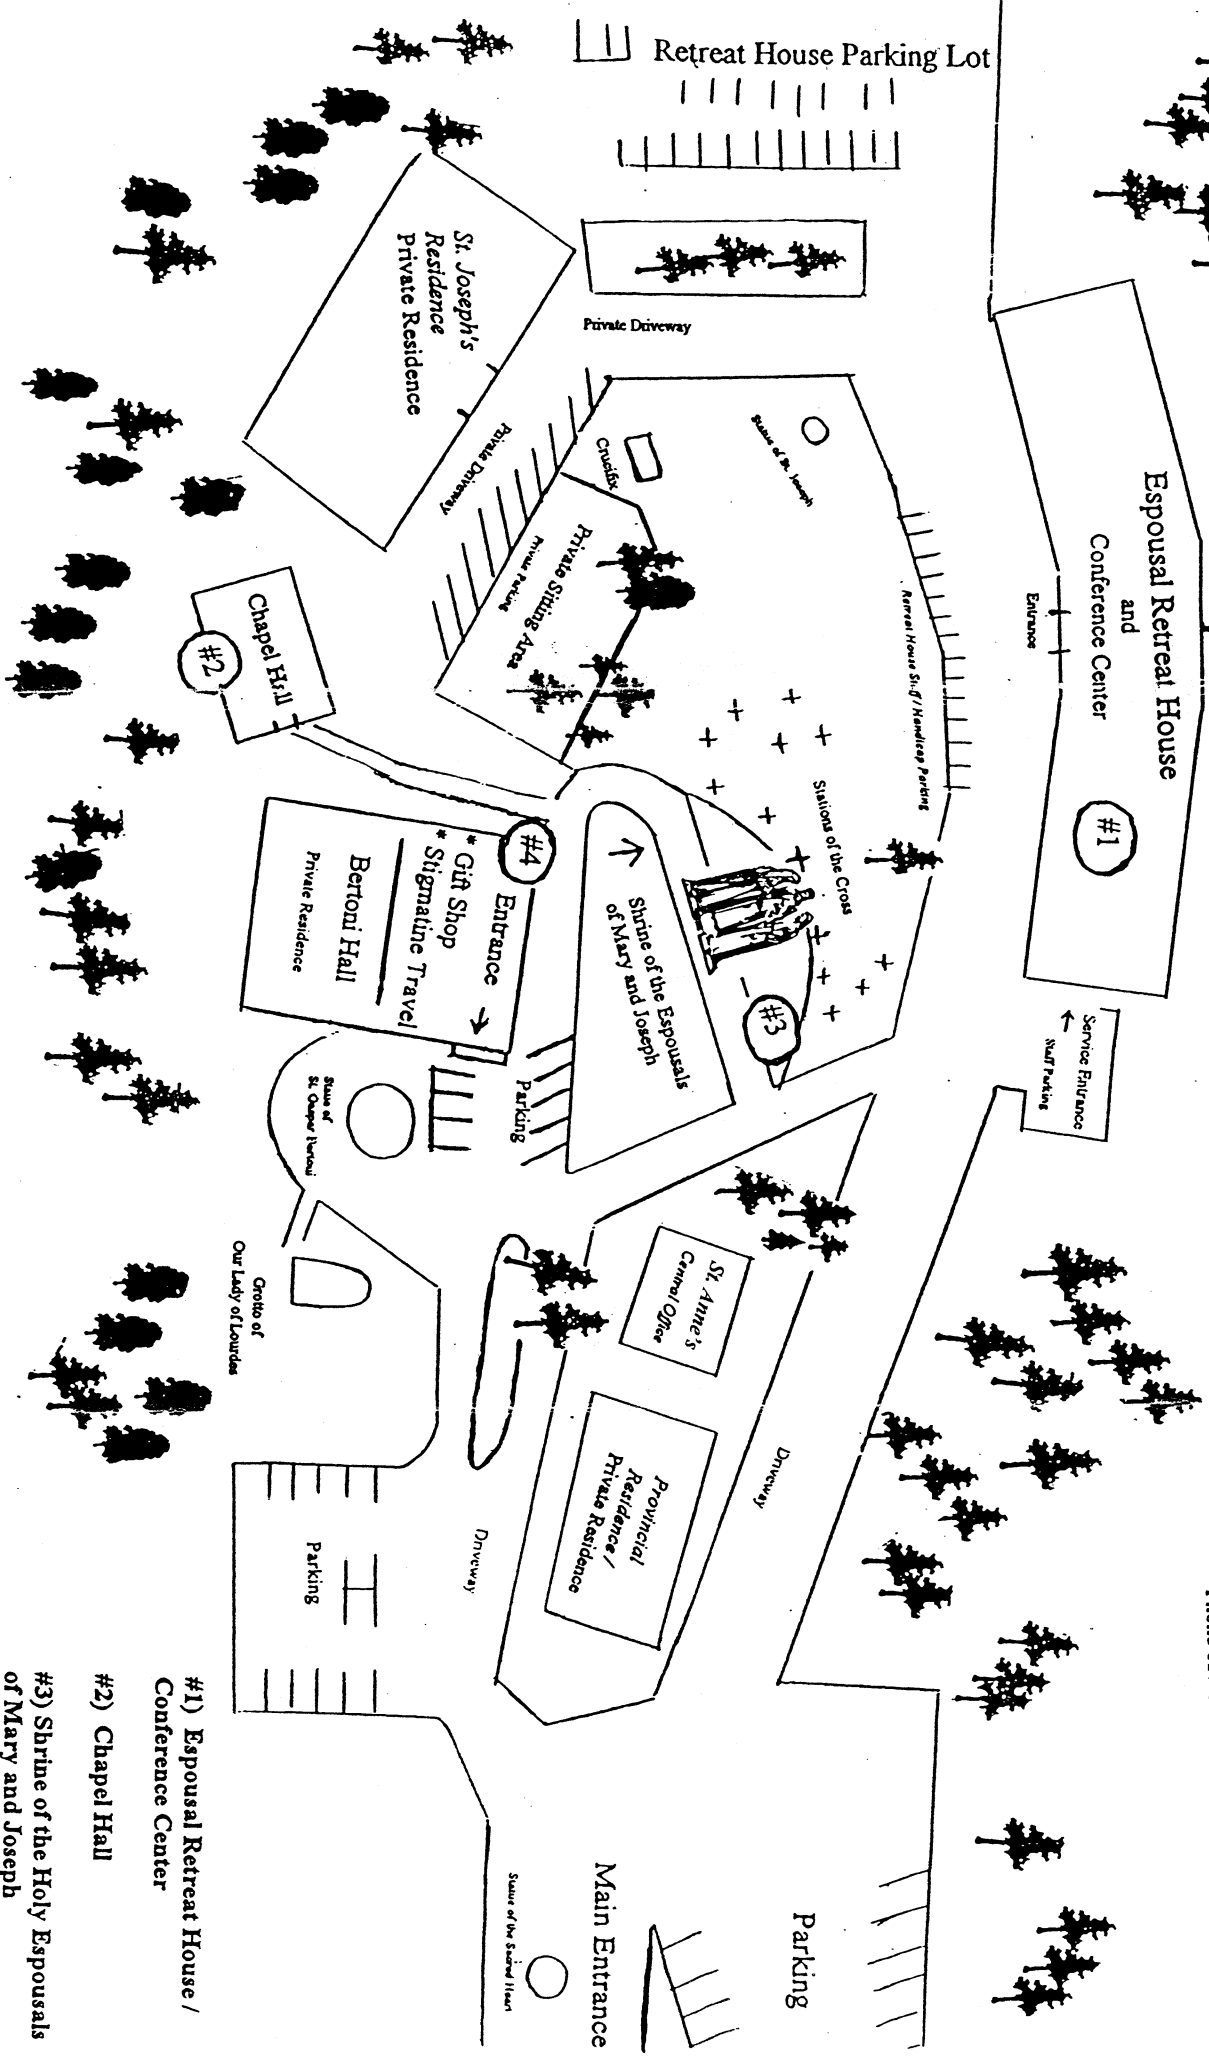 Retreat House Parking Lot
Private Driveway
St. Joseph's
Residence
Private Residence
Private Driveway
Crucifix
Statue of St. Joseph
Private Sitting Area
Private Parking
Espousal Retreat House
and
Conference Center
Entrance
#1
Retreat House Staff / Handicap Parking
Stations of the Cross
Chapel Hall
#2
#4
Entrance
* Gift Shop
* Stigmatine Travel
Bertoni Hall
Private Residence
Shrine of the Espousals
of Mary and Joseph
#3
Service Entrance
Staff Parking
Parking
Statue of
St. Gaspar Bertoni
Grotto of
Our Lady of Lourdes
St. Anne's
Central Office
Provincial
Residence /
Private Residence
Driveway
Driveway
Parking
Main Entrance
Statue of the Sacred Heart
Parking
#1) Espousal Retreat House /
Conference Center
#2) Chapel Hall
#3) Shrine of the Holy Espousals
of Mary and Joseph